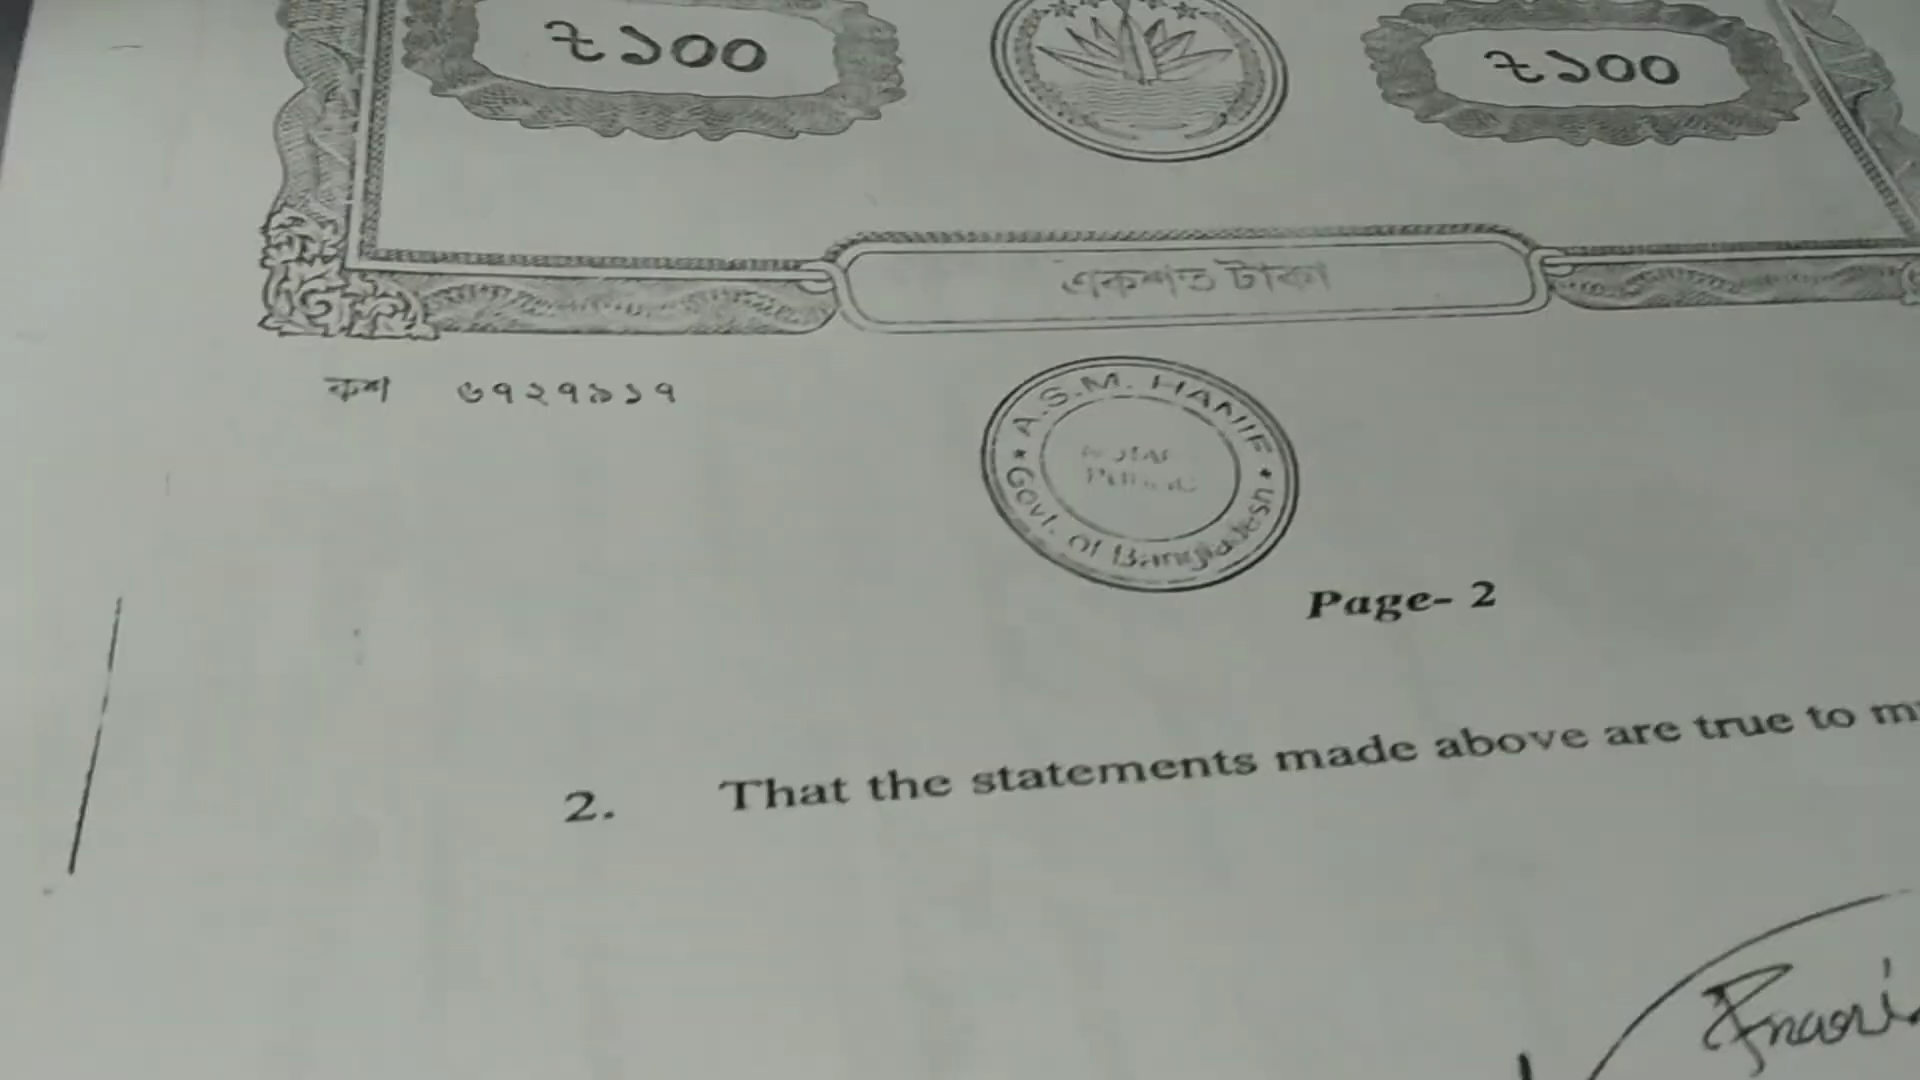 ৳১০০
৳১০০
একশত টাকা
কশ ৬৭২৭৯১৭
A.S.M. HANIF
Govt. of Bangladesh
Page- 2
2. That the statements made above are true to